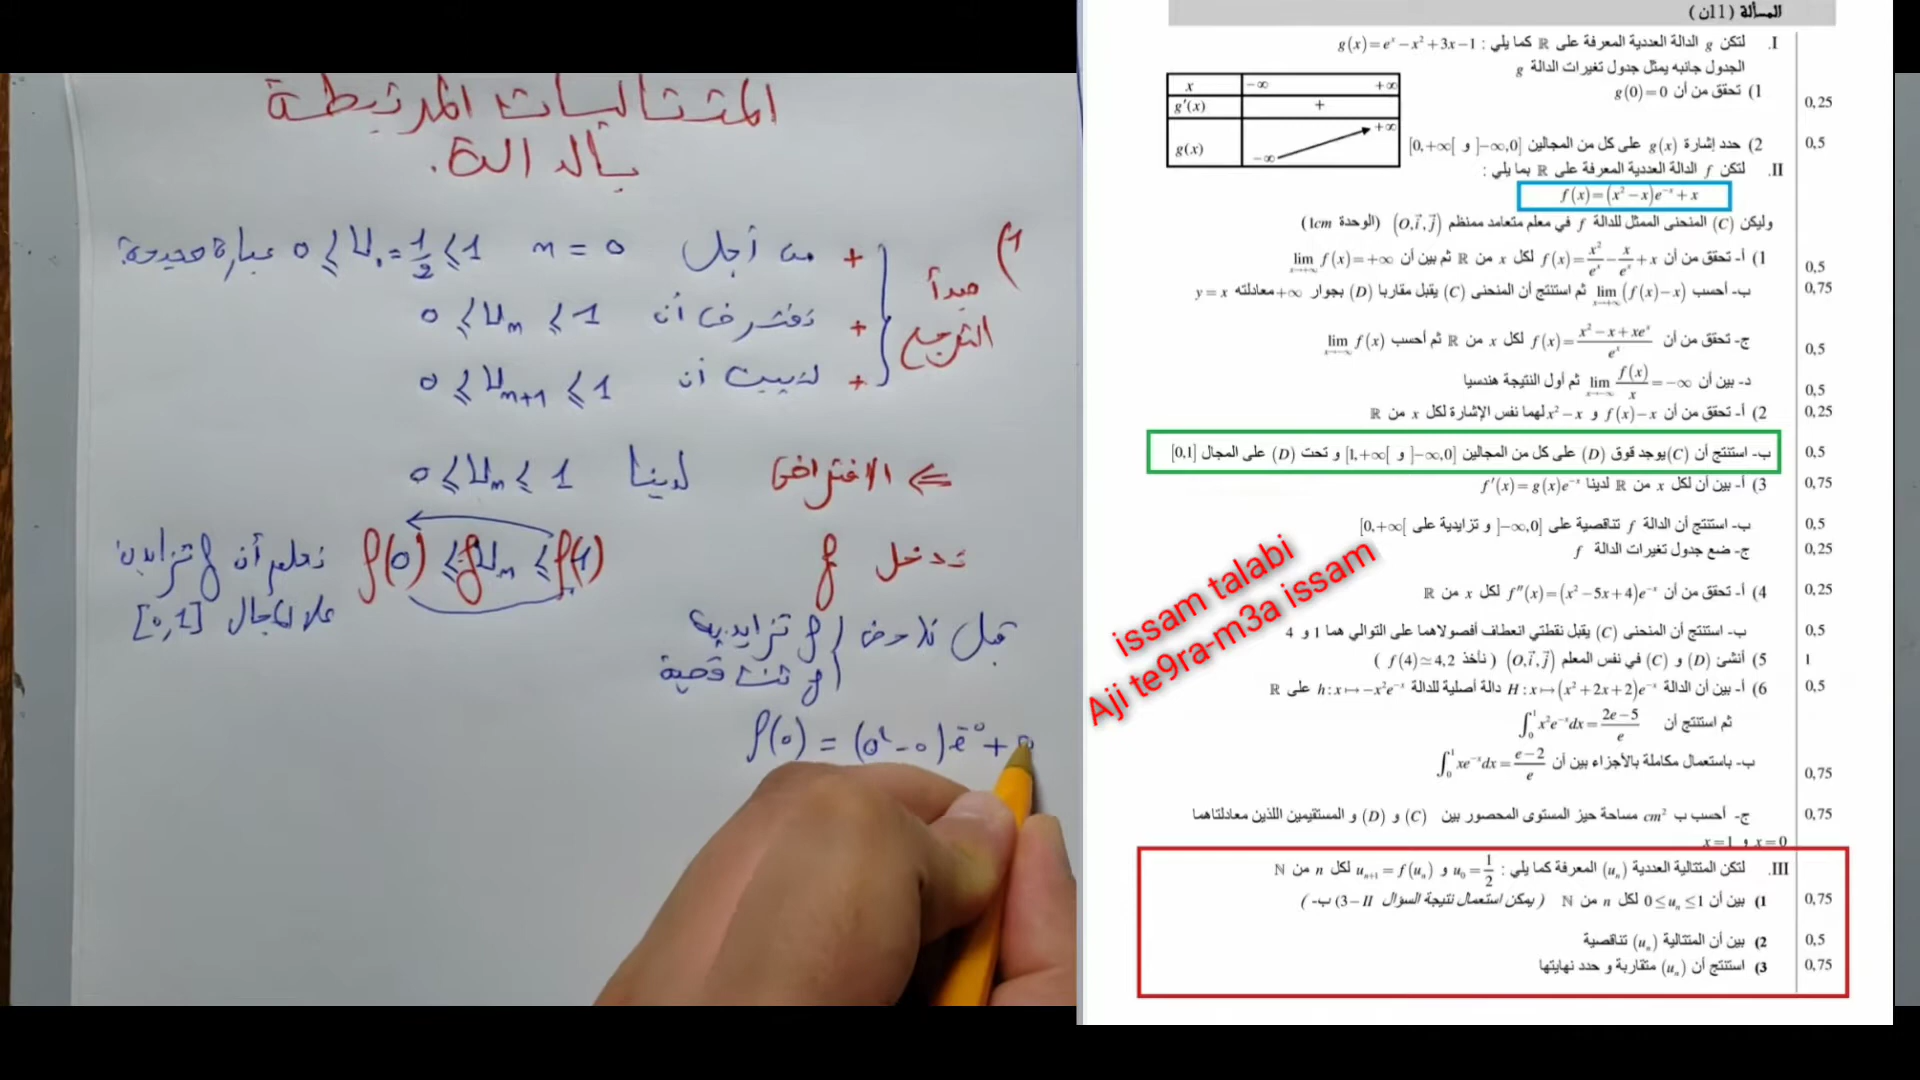 المتتاليات المرتبطة
بالدالة.
1)
مبدأ الترجع
+ من أجل n = 0   0 ⩽ U₀ = 1/2 ⩽ 1 عبارة صحيحة.
+ نفترض أن 0 ⩽ Uₙ ⩽ 1
+ لنبين أن 0 ⩽ Uₙ₊₁ ⩽ 1
⩾ الافتراض لدينا 0 ⩽ Uₙ ⩽ 1
ندخل f   f(0) ⩽ fUₙ ⩽ f(1) نعلم أن f تزايدية
على المجال [0,1]
قبل نلاحظ f تزايدية
f تناقصية
f(0) = (0² - 0)e⁻⁰ + 0
المسألة (11ن)
I. لتكن g الدالة العددية المعرفة على ℝ كما يلي : g(x) = eˣ − x² + 3x − 1
الجدول جانبه يمثل جدول تغيرات الدالة g
x −∞ +∞
g'(x) +
g(x) −∞ +∞
1) تحقق من أن g(0) = 0 0,25
2) حدد إشارة g(x) على كل من المجالين ]−∞,0] و [0,+∞[ 0,5
II. لتكن f الدالة العددية المعرفة على ℝ بما يلي :
f(x) = (x² − x)e⁻ˣ + x
وليكن (C) المنحنى الممثل للدالة f في معلم متعامد ممنظم (O,i⃗,j⃗) (الوحدة 1cm)
1) أ- تحقق من أن f(x) = x²/eˣ − x/eˣ + x لكل x من ℝ ثم بين أن lim x→+∞ f(x) = +∞ 0,5
ب- أحسب lim x→+∞ (f(x) − x) ثم استنتج أن المنحنى (C) يقبل مقاربا (D) بجوار +∞ معادلته y = x 0,75
ج- تحقق من أن f(x) = (x² − x + xeˣ)/eˣ لكل x من ℝ ثم أحسب lim x→−∞ f(x) 0,5
د- بين أن lim x→−∞ f(x)/x = −∞ ثم أول النتيجة هندسيا 0,5
2) أ- تحقق من أن f(x) − x و x² − x لهما نفس الإشارة لكل x من ℝ 0,25
ب- استنتج أن (C) يوجد فوق (D) على كل من المجالين ]−∞,0] و [1,+∞[ و تحت (D) على المجال [0,1] 0,5
3) أ- بين أن لكل x من ℝ لدينا f'(x) = g(x)e⁻ˣ 0,75
ب- استنتج أن الدالة f تناقصية على ]−∞,0] و تزايدية على [0,+∞[ 0,5
ج- ضع جدول تغيرات الدالة f 0,25
4) أ- تحقق من أن f''(x) = (x² − 5x + 4)e⁻ˣ لكل x من ℝ 0,25
ب- استنتج أن المنحنى (C) يقبل نقطتي انعطاف أفصولاهما على التوالي هما 1 و 4 0,5
5) أنشئ (D) و (C) في نفس المعلم (O,i⃗,j⃗) ( نأخذ f(4) ≃ 4,2 ) 1
6) أ- بين أن الدالة H : x ↦ (x² + 2x + 2)e⁻ˣ دالة أصلية للدالة h : x ↦ −x²e⁻ˣ على ℝ 0,5
ثم استنتج أن ∫₀¹ x²e⁻ˣdx = (2e − 5)/e
ب- باستعمال مكاملة بالأجزاء بين أن ∫₀¹ xe⁻ˣdx = (e − 2)/e 0,75
ج- أحسب ب cm² مساحة حيز المستوى المحصور بين (C) و (D) و المستقيمين اللذين معادلتاهما 0,75
x = 0 و x = 1
III. لتكن المتتالية العددية (uₙ) المعرفة كما يلي : u₀ = 1/2 و uₙ₊₁ = f(uₙ) لكل n من ℕ
1) بين أن 0 ≤ uₙ ≤ 1 لكل n من ℕ ( يمكن استعمال نتيجة السؤال II − 3) ب- ) 0,75
2) بين أن المتتالية (uₙ) تناقصية 0,5
3) استنتج أن (uₙ) متقاربة و حدد نهايتها 0,75
issam talabi
Aji te9ra-m3a issam